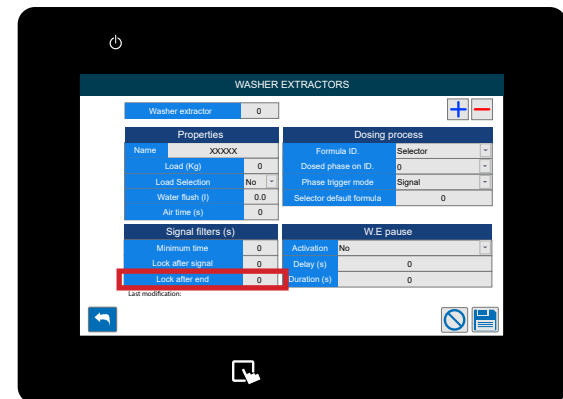 WASHER EXTRACTORS
Washer extractor 0
Properties
Name XXXXX
Load (Kg) 0
Load Selection No
Water flush (l) 0.0
Air time (s) 0
Dosing process
Formula ID. Selector
Dosed phase on ID. 0
Phase trigger mode Signal
Selector default formula 0
Signal filters (s)
Minimum time 0
Lock after signal 0
Lock after end 0
W.E pause
Activation No
Delay (s) 0
Duration (s) 0
Last modification: